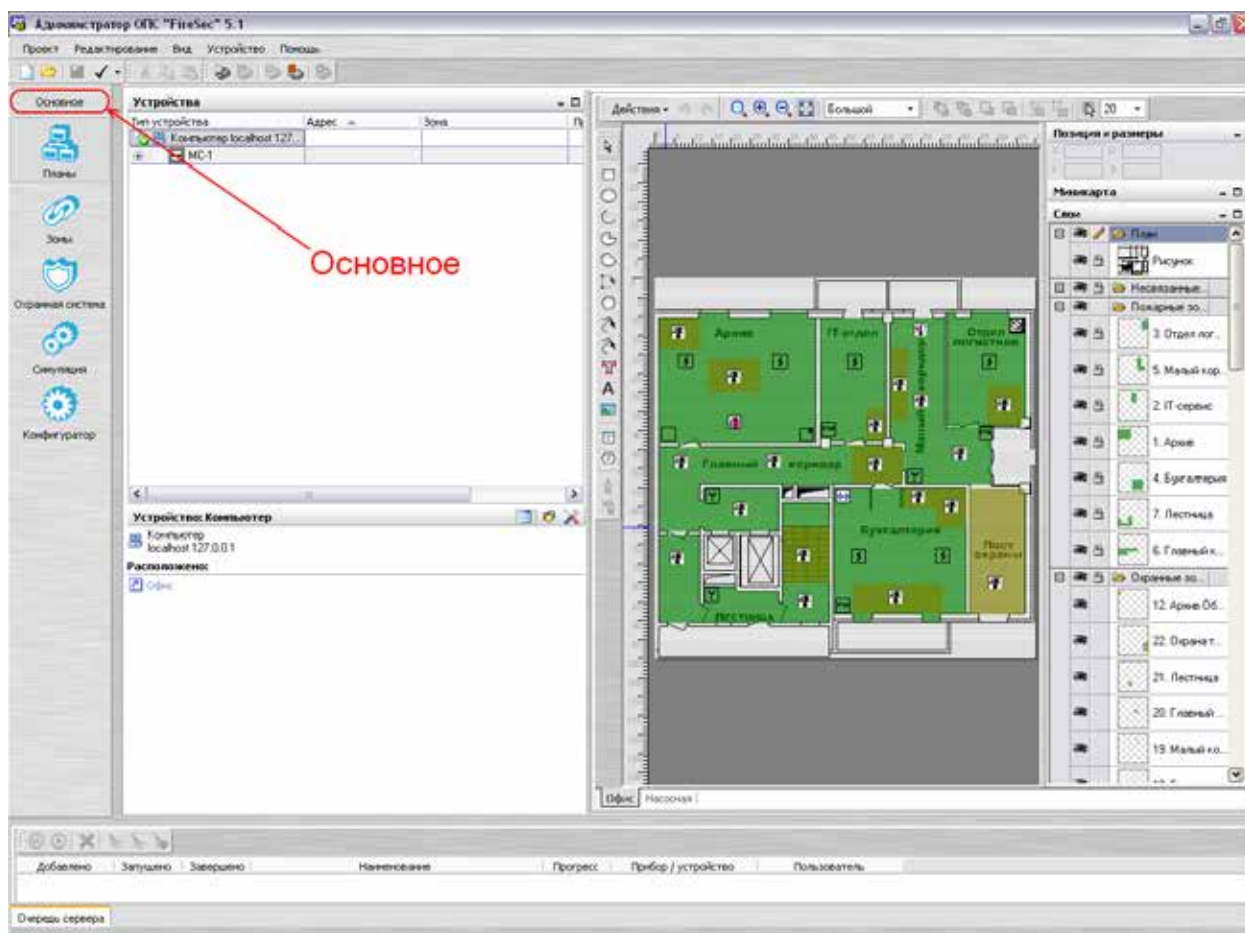 Администратор ОПС "FireSec" 5.1
Проект Редактирование Вид Устройство Помощь
Основное
Планы
Зоны
Охранная система
Симуляция
Конфигуратор
Устройства
Тип устройства Адрес Зона
Компьютер localhost 127...
МС-1
Основное
Устройство: Компьютер
Компьютер
localhost 127.0.0.1
Расположено:
Офис
Действия Большой 20
Архив
IT-отдел
Малый коридор
Отдел логистики
Главный коридор
Бухгалтерия
Пост охраны
Лестница
Офис Насосная
Позиция и размеры
Миникарта
Слои
План
Рисунок
Несвязанные...
Пожарные зо...
3. Отдел лог...
5. Малый кор...
2. IT-сервис
1. Архив
4. Бухгалтерия
7. Лестница
6. Главный к...
Охранные зо...
12. Архив Об...
22. Охрана т...
21. Лестница
20. Главный ...
19. Малый ко...
Добавлено Запущено Завершено Наименование Прогресс Прибор / устройство Пользователь
Очередь сервера